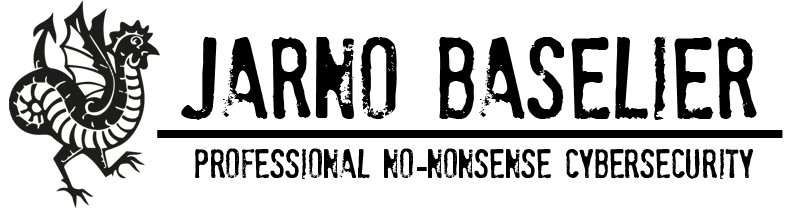 JARNO BASELIER
PROFESSIONAL NO-NONSENSE CYBERSECURITY